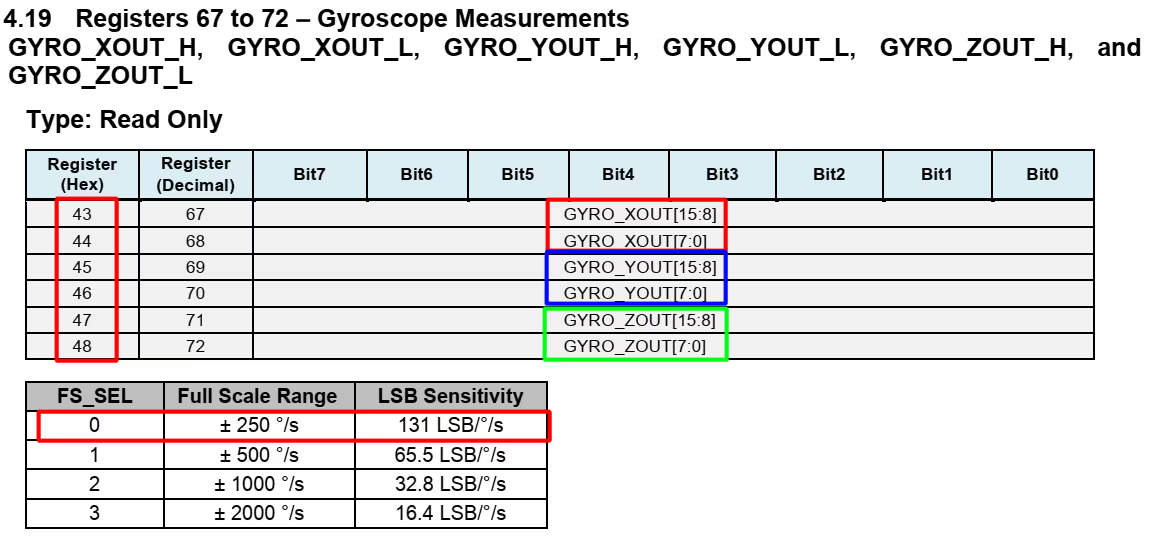 4.19 Registers 67 to 72 – Gyroscope Measurements
GYRO_XOUT_H, GYRO_XOUT_L, GYRO_YOUT_H, GYRO_YOUT_L, GYRO_ZOUT_H, and
GYRO_ZOUT_L
Type: Read Only
Register (Hex) Register (Decimal) Bit7 Bit6 Bit5 Bit4 Bit3 Bit2 Bit1 Bit0
43 67 GYRO_XOUT[15:8]
44 68 GYRO_XOUT[7:0]
45 69 GYRO_YOUT[15:8]
46 70 GYRO_YOUT[7:0]
47 71 GYRO_ZOUT[15:8]
48 72 GYRO_ZOUT[7:0]
FS_SEL Full Scale Range LSB Sensitivity
0 ± 250 °/s 131 LSB/°/s
1 ± 500 °/s 65.5 LSB/°/s
2 ± 1000 °/s 32.8 LSB/°/s
3 ± 2000 °/s 16.4 LSB/°/s